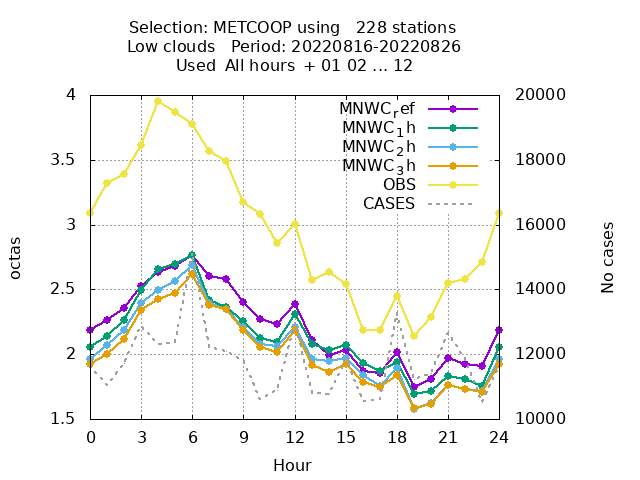 Selection: METCOOP using   228 stations
Low clouds   Period: 20220816-20220826
Used  All hours  + 01 02 ... 12
4
3.5
3
2.5
2
1.5
20000
18000
16000
14000
12000
10000
MNWC_ref
MNWC_1h
MNWC_2h
MNWC_3h
OBS
CASES
octas
No cases
0 3 6 9 12 15 18 21 24
Hour